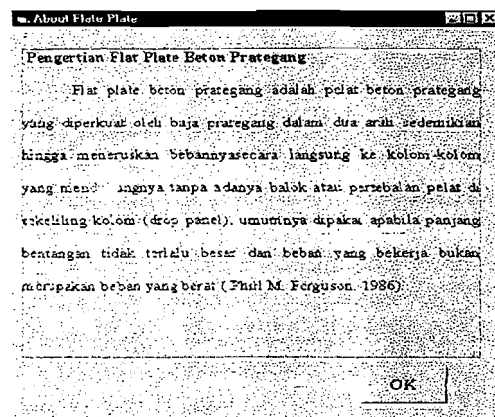 About Flate Plate
Pengertian Flat Plate Beton Prategang
Flat plate beton prategang adalah pelat beton prategang
yang diperkuat oleh baja prategang dalam dua arah sedemikian
hingga meneruskan bebannyasecara langsung ke kolom-kolom
yang tanpa adanya balok atau pertebalan pelat di
sekeliling kolom (drop panel), umumnya dipakai apabila panjang
bentangan tidak terlalu besar dan beban yang bekerja bukan
merupakan beban yang berat ( Phill M. Ferguson, 1986)
OK